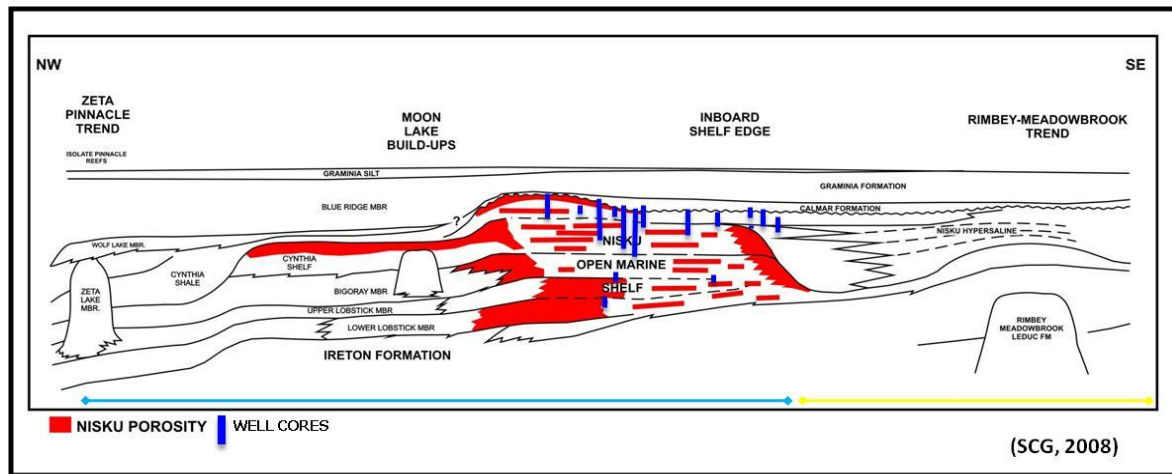 NW
SE
ZETA
PINNACLE
TREND
ISOLATE PINNACLE
REEFS
MOON
LAKE
BUILD-UPS
INBOARD
SHELF EDGE
RIMBEY-MEADOWBROOK
TREND
GRAMINIA SILT
GRAMINIA FORMATION
BLUE RIDGE MBR
CALMAR FORMATION
?
NISKU HYPERSALINE
WOLF LAKE MBR.
NISKU
CYNTHIA
SHELF
OPEN MARINE
CYNTHIA
SHALE
SHELF
BIGORAY MBR
ZETA
LAKE
MBR.
UPPER LOBSTICK MBR
LOWER LOBSTICK MBR
RIMBEY
MEADOWBROOK
LEDUC FM
IRETON FORMATION
NISKU POROSITY
WELL CORES
(SCG, 2008)